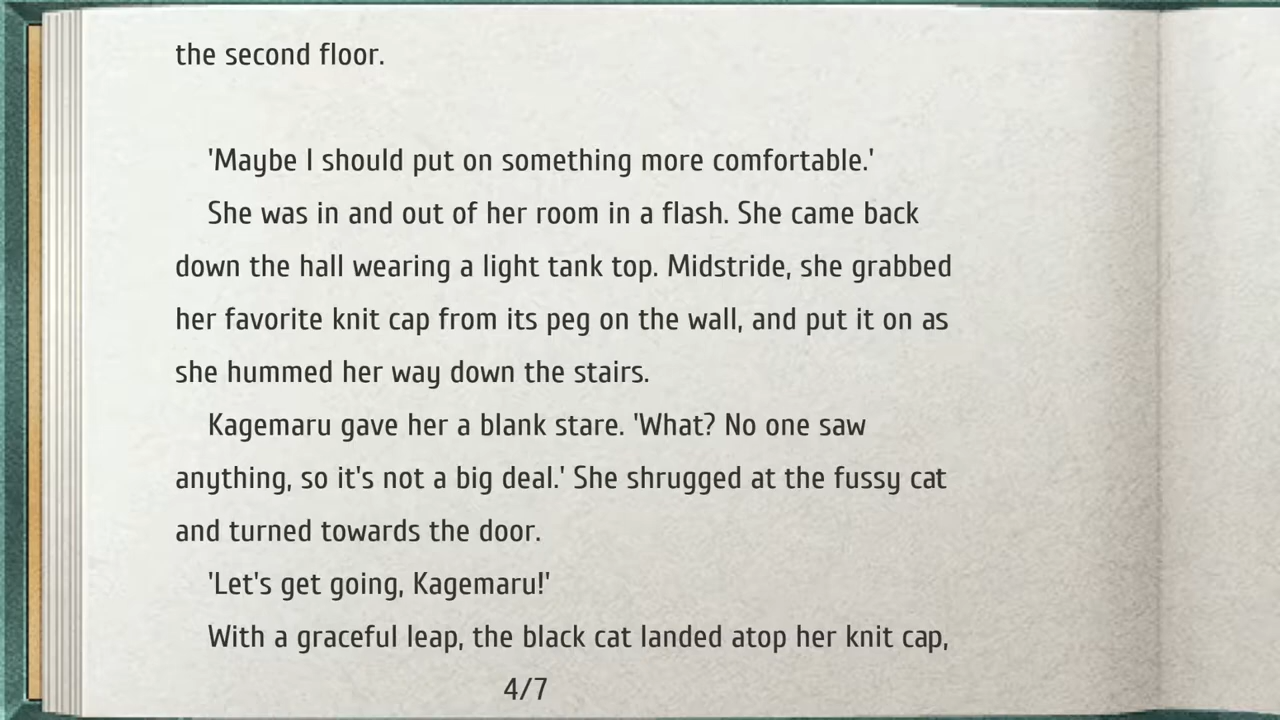 the second floor.
'Maybe I should put on something more comfortable.'
She was in and out of her room in a flash. She came back
down the hall wearing a light tank top. Midstride, she grabbed
her favorite knit cap from its peg on the wall, and put it on as
she hummed her way down the stairs.
Kagemaru gave her a blank stare. 'What? No one saw
anything, so it's not a big deal.' She shrugged at the fussy cat
and turned towards the door.
'Let's get going, Kagemaru!'
With a graceful leap, the black cat landed atop her knit cap,
4/7